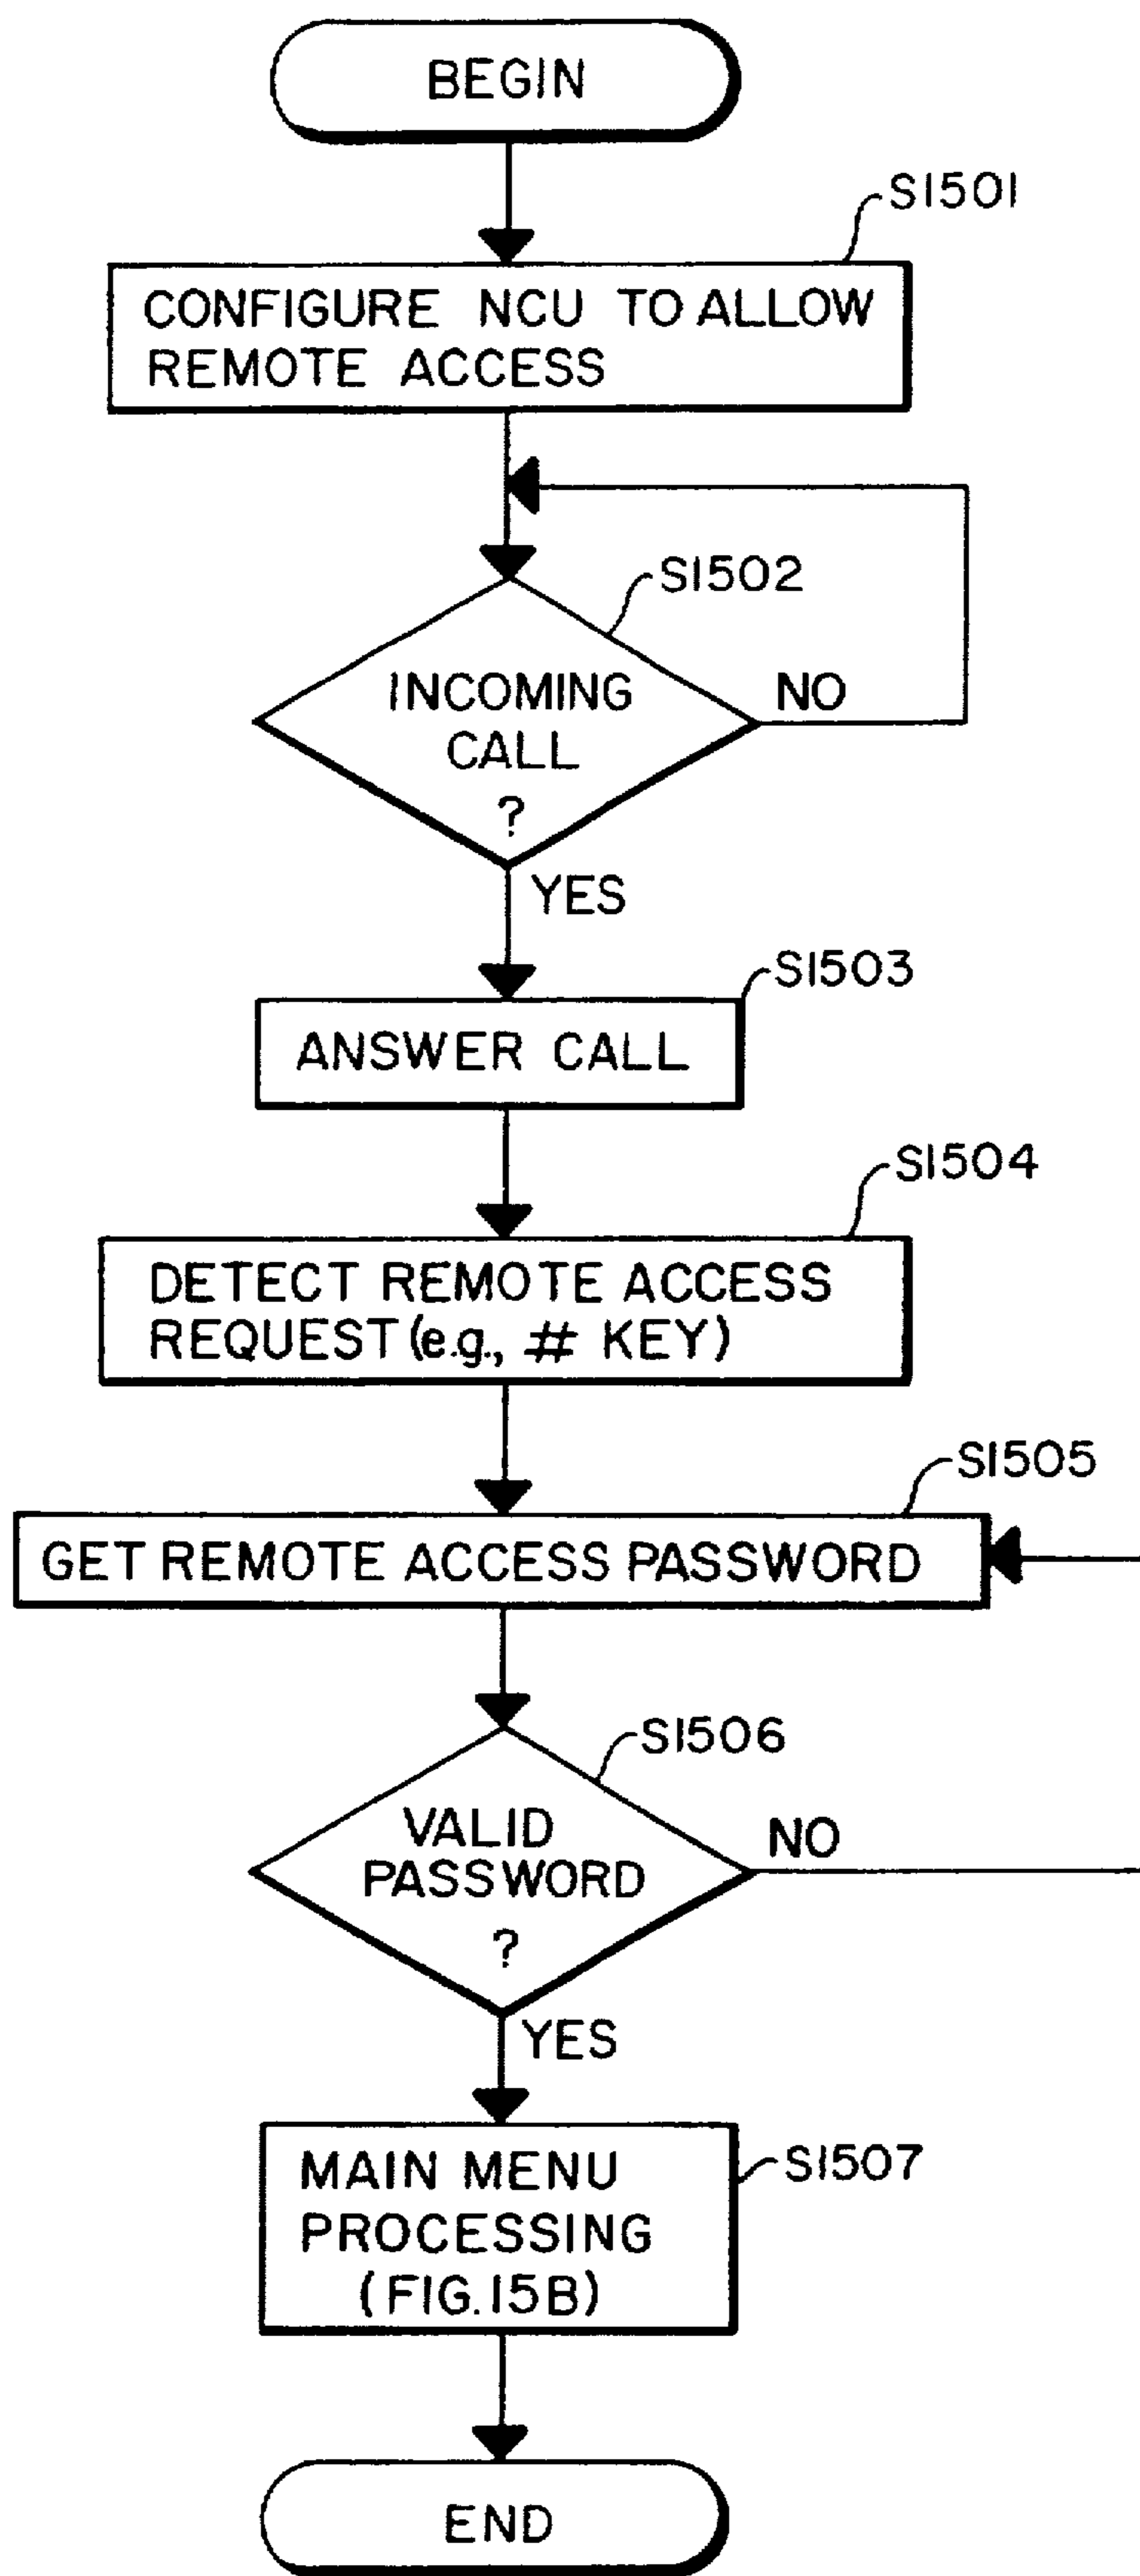 BEGIN
S1501
CONFIGURE NCU TO ALLOW
REMOTE ACCESS
S1502
INCOMING
CALL
?
NO
YES
S1503
ANSWER CALL
S1504
DETECT REMOTE ACCESS
REQUEST (e.g., # KEY)
S1505
GET REMOTE ACCESS PASSWORD
S1506
VALID
PASSWORD
?
NO
YES
S1507
MAIN MENU
PROCESSING
(FIG. 15B)
END